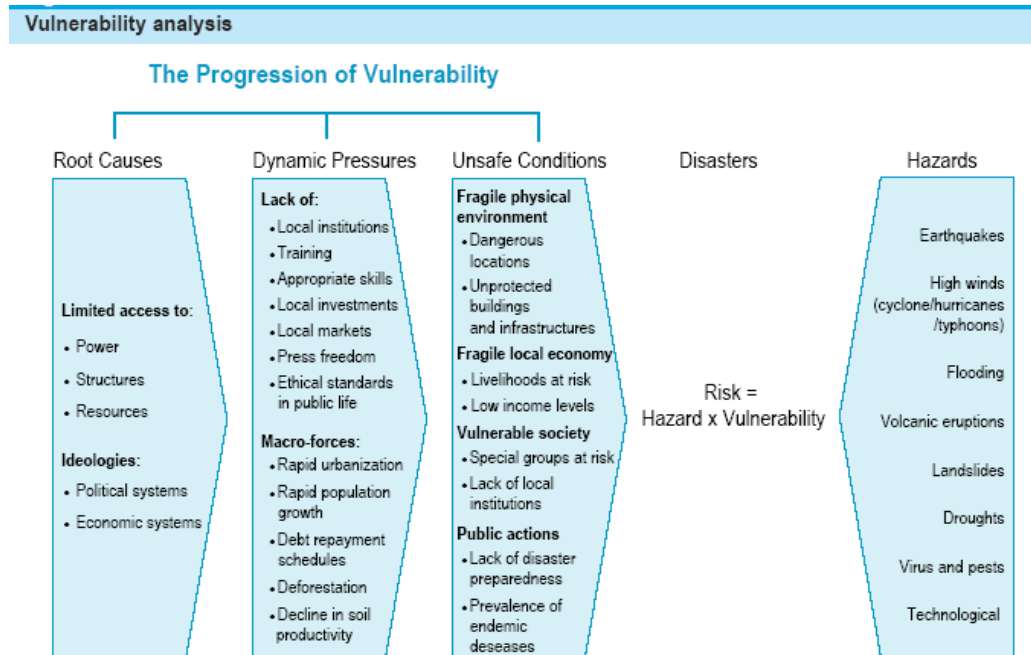 Vulnerability analysis
The Progression of Vulnerability
Root Causes
Limited access to:
• Power
• Structures
• Resources
Ideologies:
• Political systems
• Economic systems
Dynamic Pressures
Lack of:
• Local institutions
• Training
• Appropriate skills
• Local investments
• Local markets
• Press freedom
• Ethical standards
in public life
Macro-forces:
• Rapid urbanization
• Rapid population
growth
• Debt repayment
schedules
• Deforestation
• Decline in soil
productivity
Unsafe Conditions
Fragile physical
environment
• Dangerous
locations
• Unprotected
buildings
and infrastructures
Fragile local economy
• Livelihoods at risk
• Low income levels
Vulnerable society
• Special groups at risk
• Lack of local
institutions
Public actions
• Lack of disaster
preparedness
• Prevalence of
endemic
deseases
Disasters
Risk =
Hazard x Vulnerability
Hazards
Earthquakes
High winds
(cyclone/hurricanes
/typhoons)
Flooding
Volcanic eruptions
Landslides
Droughts
Virus and pests
Technological